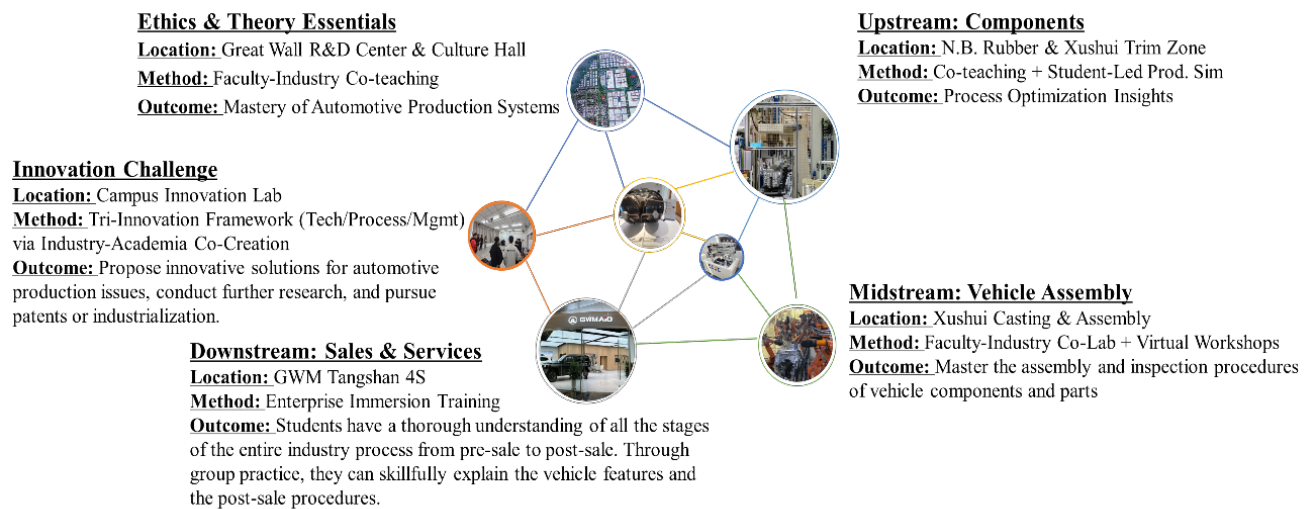 Ethics & Theory Essentials
Location: Great Wall R&D Center & Culture Hall
Method: Faculty-Industry Co-teaching
Outcome: Mastery of Automotive Production Systems
Upstream: Components
Location: N.B. Rubber & Xushui Trim Zone
Method: Co-teaching + Student-Led Prod. Sim
Outcome: Process Optimization Insights
Innovation Challenge
Location: Campus Innovation Lab
Method: Tri-Innovation Framework (Tech/Process/Mgmt)
via Industry-Academia Co-Creation
Outcome: Propose innovative solutions for automotive
production issues, conduct further research, and pursue
patents or industrialization.
Midstream: Vehicle Assembly
Location: Xushui Casting & Assembly
Method: Faculty-Industry Co-Lab + Virtual Workshops
Outcome: Master the assembly and inspection procedures
of vehicle components and parts
Downstream: Sales & Services
Location: GWM Tangshan 4S
Method: Enterprise Immersion Training
Outcome: Students have a thorough understanding of all the stages
of the entire industry process from pre-sale to post-sale. Through
group practice, they can skillfully explain the vehicle features and
the post-sale procedures.